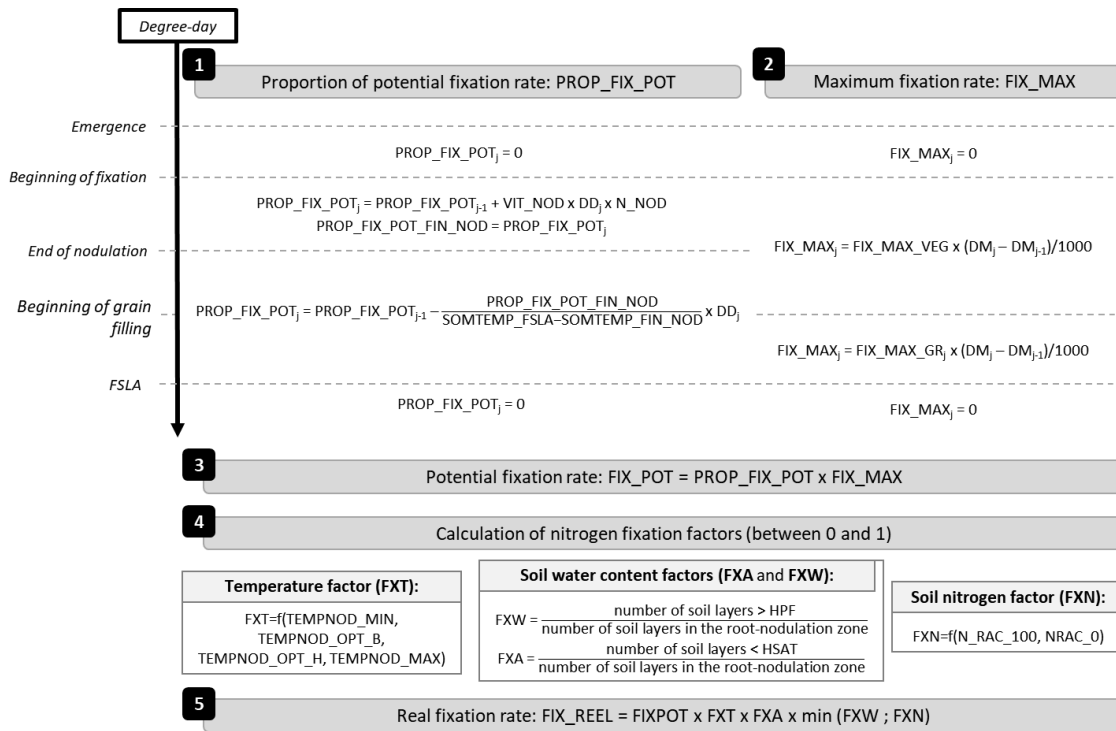 Degree-day
1
Proportion of potential fixation rate: PROP_FIX_POT
2
Maximum fixation rate: FIX_MAX
Emergence
PROP_FIX_POTj = 0
FIX_MAXj = 0
Beginning of fixation
PROP_FIX_POTj = PROP_FIX_POTj-1 + VIT_NOD x DDj x N_NOD
PROP_FIX_POT_FIN_NOD = PROP_FIX_POTj
End of nodulation
FIX_MAXj = FIX_MAX_VEG x (DMj – DMj-1)/1000
Beginning of grain
filling
PROP_FIX_POTj = PROP_FIX_POTj-1 − PROP_FIX_POT_FIN_NOD / SOMTEMP_FSLA−SOMTEMP_FIN_NOD x DDj
FIX_MAXj = FIX_MAX_GRj x (DMj – DMj-1)/1000
FSLA
PROP_FIX_POTj = 0
FIX_MAXj = 0
3
Potential fixation rate: FIX_POT = PROP_FIX_POT x FIX_MAX
4
Calculation of nitrogen fixation factors (between 0 and 1)
Temperature factor (FXT):
FXT=f(TEMPNOD_MIN,
TEMPNOD_OPT_B,
TEMPNOD_OPT_H, TEMPNOD_MAX)
Soil water content factors (FXA and FXW):
FXW = number of soil layers > HPF / number of soil layers in the root-nodulation zone
FXA = number of soil layers < HSAT / number of soil layers in the root-nodulation zone
Soil nitrogen factor (FXN):
FXN=f(N_RAC_100, NRAC_0)
5
Real fixation rate: FIX_REEL = FIXPOT x FXT x FXA x min (FXW ; FXN)